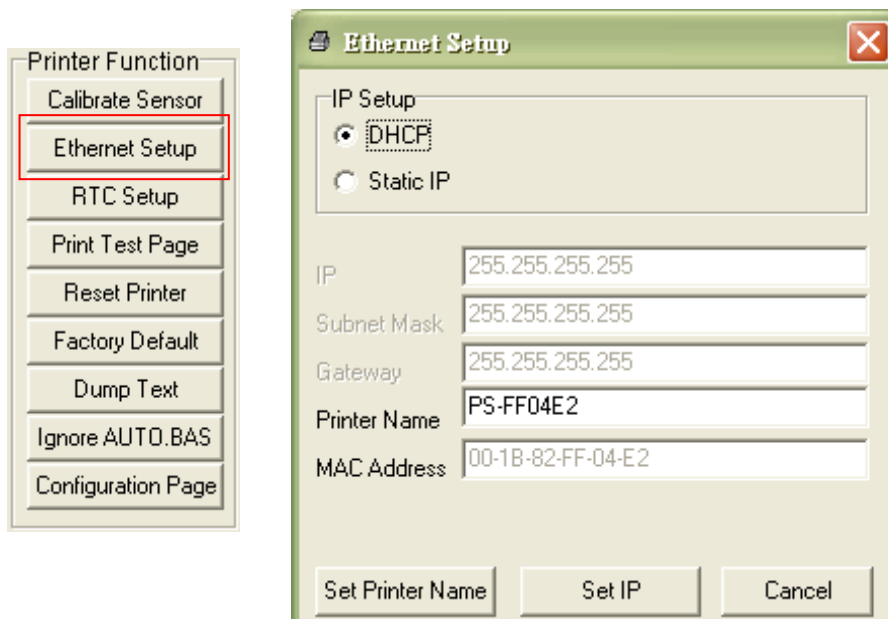 Printer Function
Calibrate Sensor
Ethernet Setup
RTC Setup
Print Test Page
Reset Printer
Factory Default
Dump Text
Ignore AUTO.BAS
Configuration Page
Ethernet Setup
IP Setup
DHCP
Static IP
IP 255.255.255.255
Subnet Mask 255.255.255.255
Gateway 255.255.255.255
Printer Name PS-FF04E2
MAC Address 00-1B-82-FF-04-E2
Set Printer Name Set IP Cancel